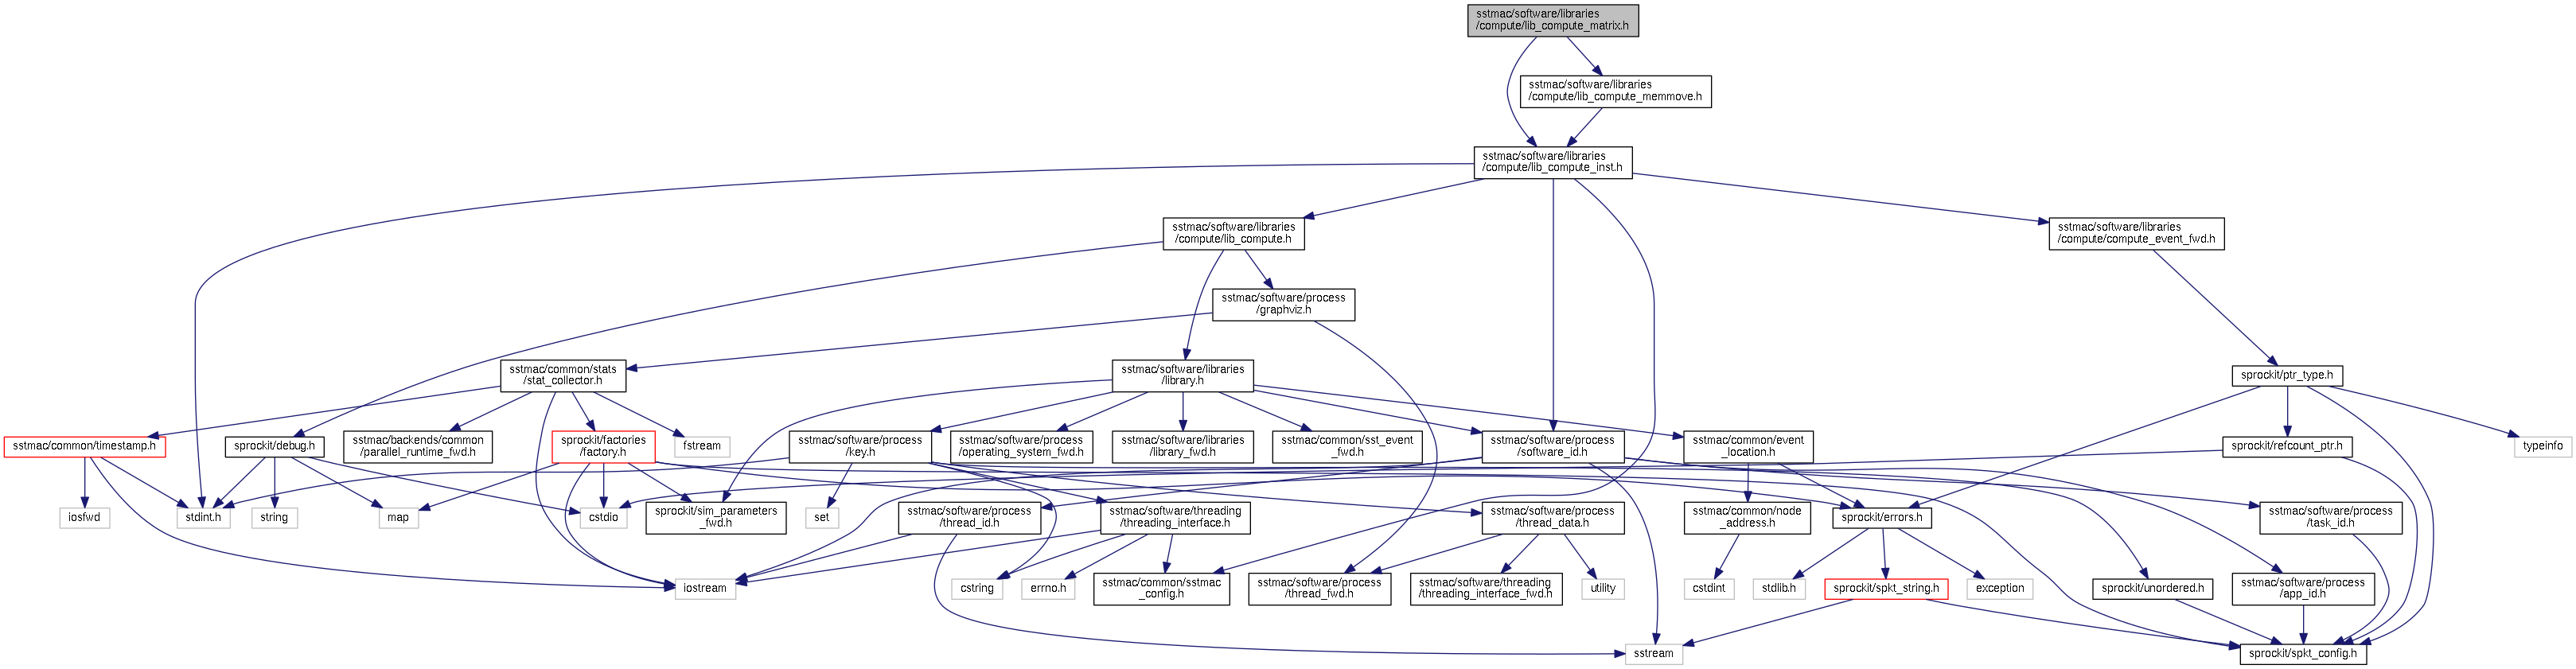 sstmac/software/libraries
/compute/lib_compute_matrix.h
sstmac/software/libraries
/compute/lib_compute_memmove.h
sstmac/software/libraries
/compute/lib_compute_inst.h
sstmac/software/libraries
/compute/lib_compute.h
sstmac/software/libraries
/compute/compute_event_fwd.h
sstmac/software/process
/graphviz.h
sstmac/common/stats
/stat_collector.h
sstmac/software/libraries
/library.h
sprockit/ptr_type.h
sstmac/common/timestamp.h
sprockit/debug.h
sstmac/backends/common
/parallel_runtime_fwd.h
sprockit/factories
/factory.h
fstream
sstmac/software/process
/key.h
sstmac/software/process
/operating_system_fwd.h
sstmac/software/libraries
/library_fwd.h
sstmac/common/sst_event
_fwd.h
sstmac/software/process
/software_id.h
sstmac/common/event
_location.h
sprockit/refcount_ptr.h
typeinfo
iosfwd
stdint.h
string
map
cstdio
sprockit/sim_parameters
_fwd.h
set
sstmac/software/process
/thread_id.h
sstmac/software/threading
/threading_interface.h
sstmac/software/process
/thread_data.h
sstmac/common/node
_address.h
sprockit/errors.h
sstmac/software/process
/task_id.h
iostream
cstring
errno.h
sstmac/common/sstmac
_config.h
sstmac/software/process
/thread_fwd.h
sstmac/software/threading
/threading_interface_fwd.h
utility
cstdint
stdlib.h
sprockit/spkt_string.h
exception
sprockit/unordered.h
sstmac/software/process
/app_id.h
sstream
sprockit/spkt_config.h